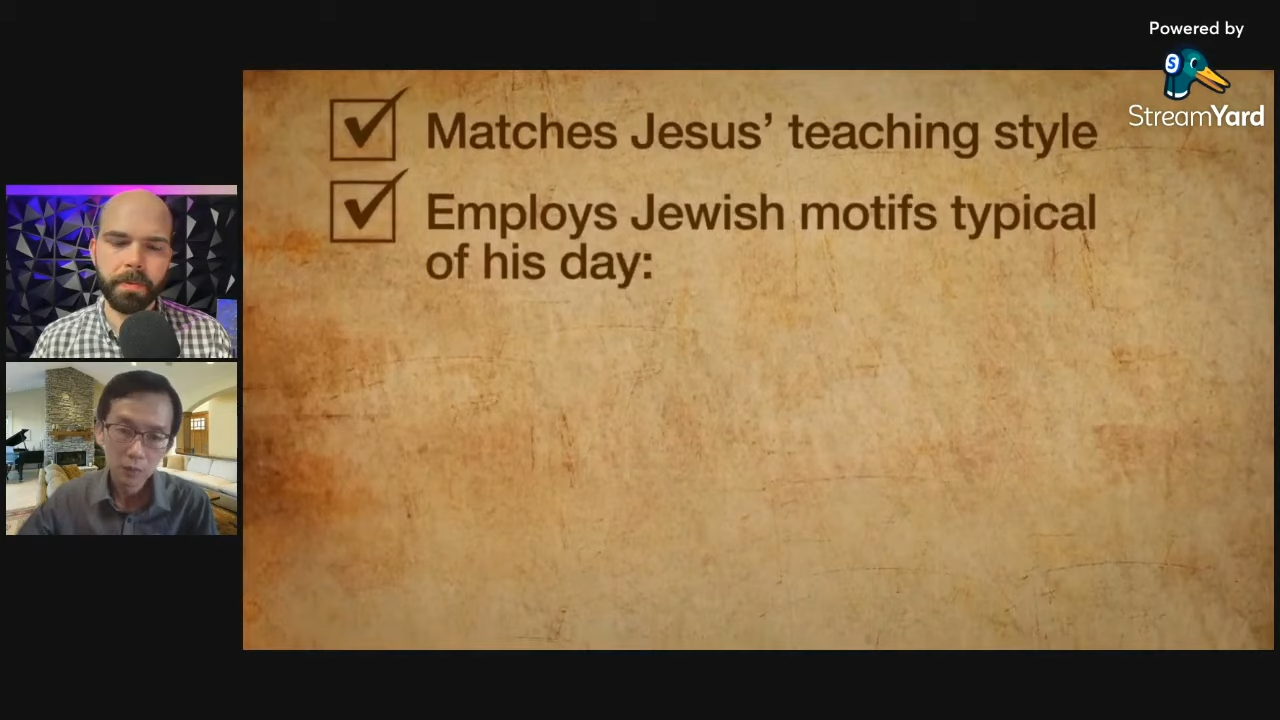 Powered by
StreamYard
Matches Jesus’ teaching style
Employs Jewish motifs typical
of his day: